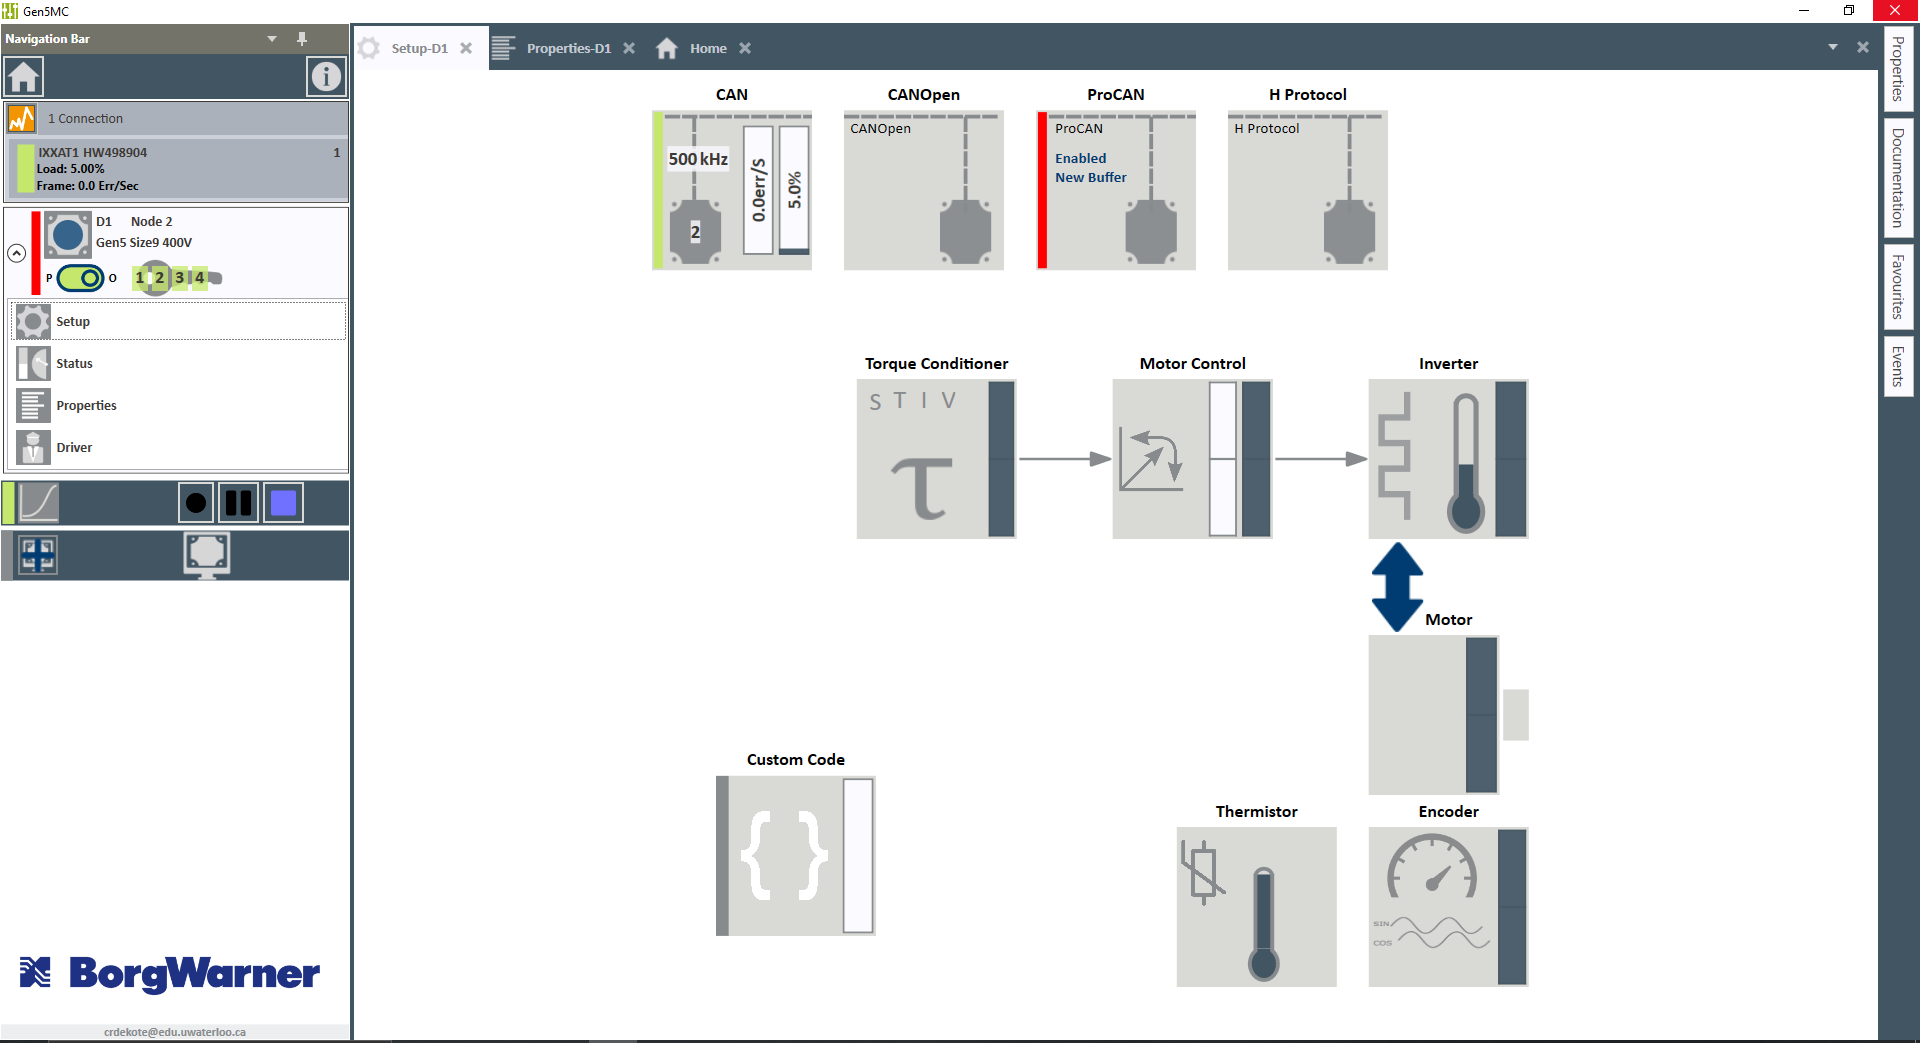 Gen5MC
Navigation Bar
1 Connection
IXXAT1 HW498904 1
Load: 5.00%
Frame: 0.0 Err/Sec
D1 Node 2
Gen5 Size9 400V
P O 1 2 3 4
Setup
Status
Properties
Driver
BorgWarner
crdekote@edu.uwaterloo.ca
Setup-D1
Properties-D1
Home
CAN
500 kHz
2
0.0err/S
5.0%
CANOpen
CANOpen
ProCAN
ProCAN
Enabled
New Buffer
H Protocol
H Protocol
Torque Conditioner
S T I V
τ
Motor Control
Inverter
Motor
Custom Code
{ }
Thermistor
Encoder
SIN
COS
Properties
Documentation
Favourites
Events